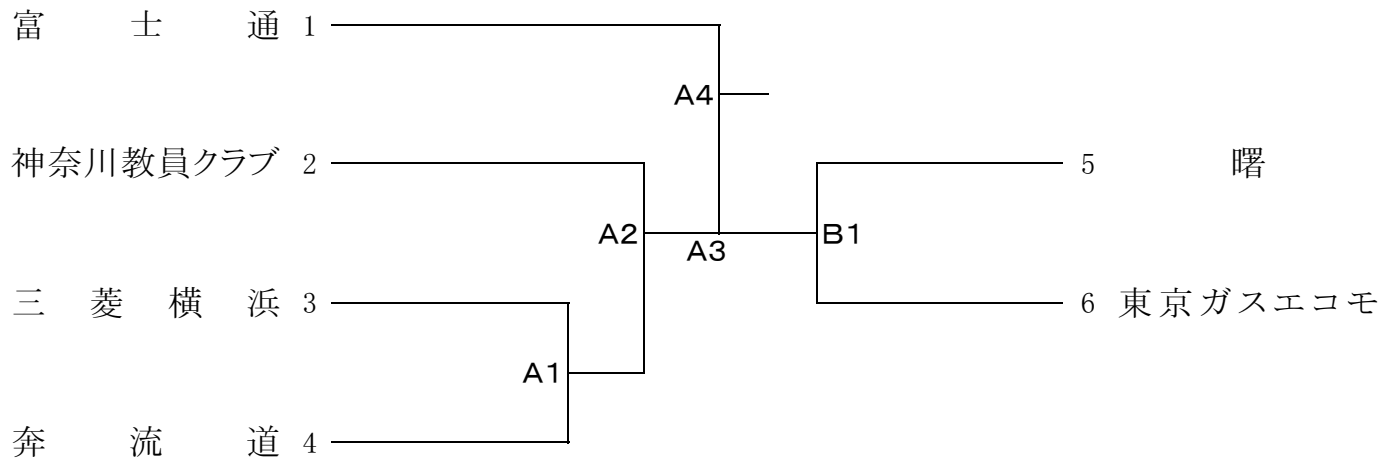 富士通 1
A4
神奈川教員クラブ 2
5 曙
A2
A3
B1
三菱横浜 3
6 東京ガスエコモ
A1
奔流道 4